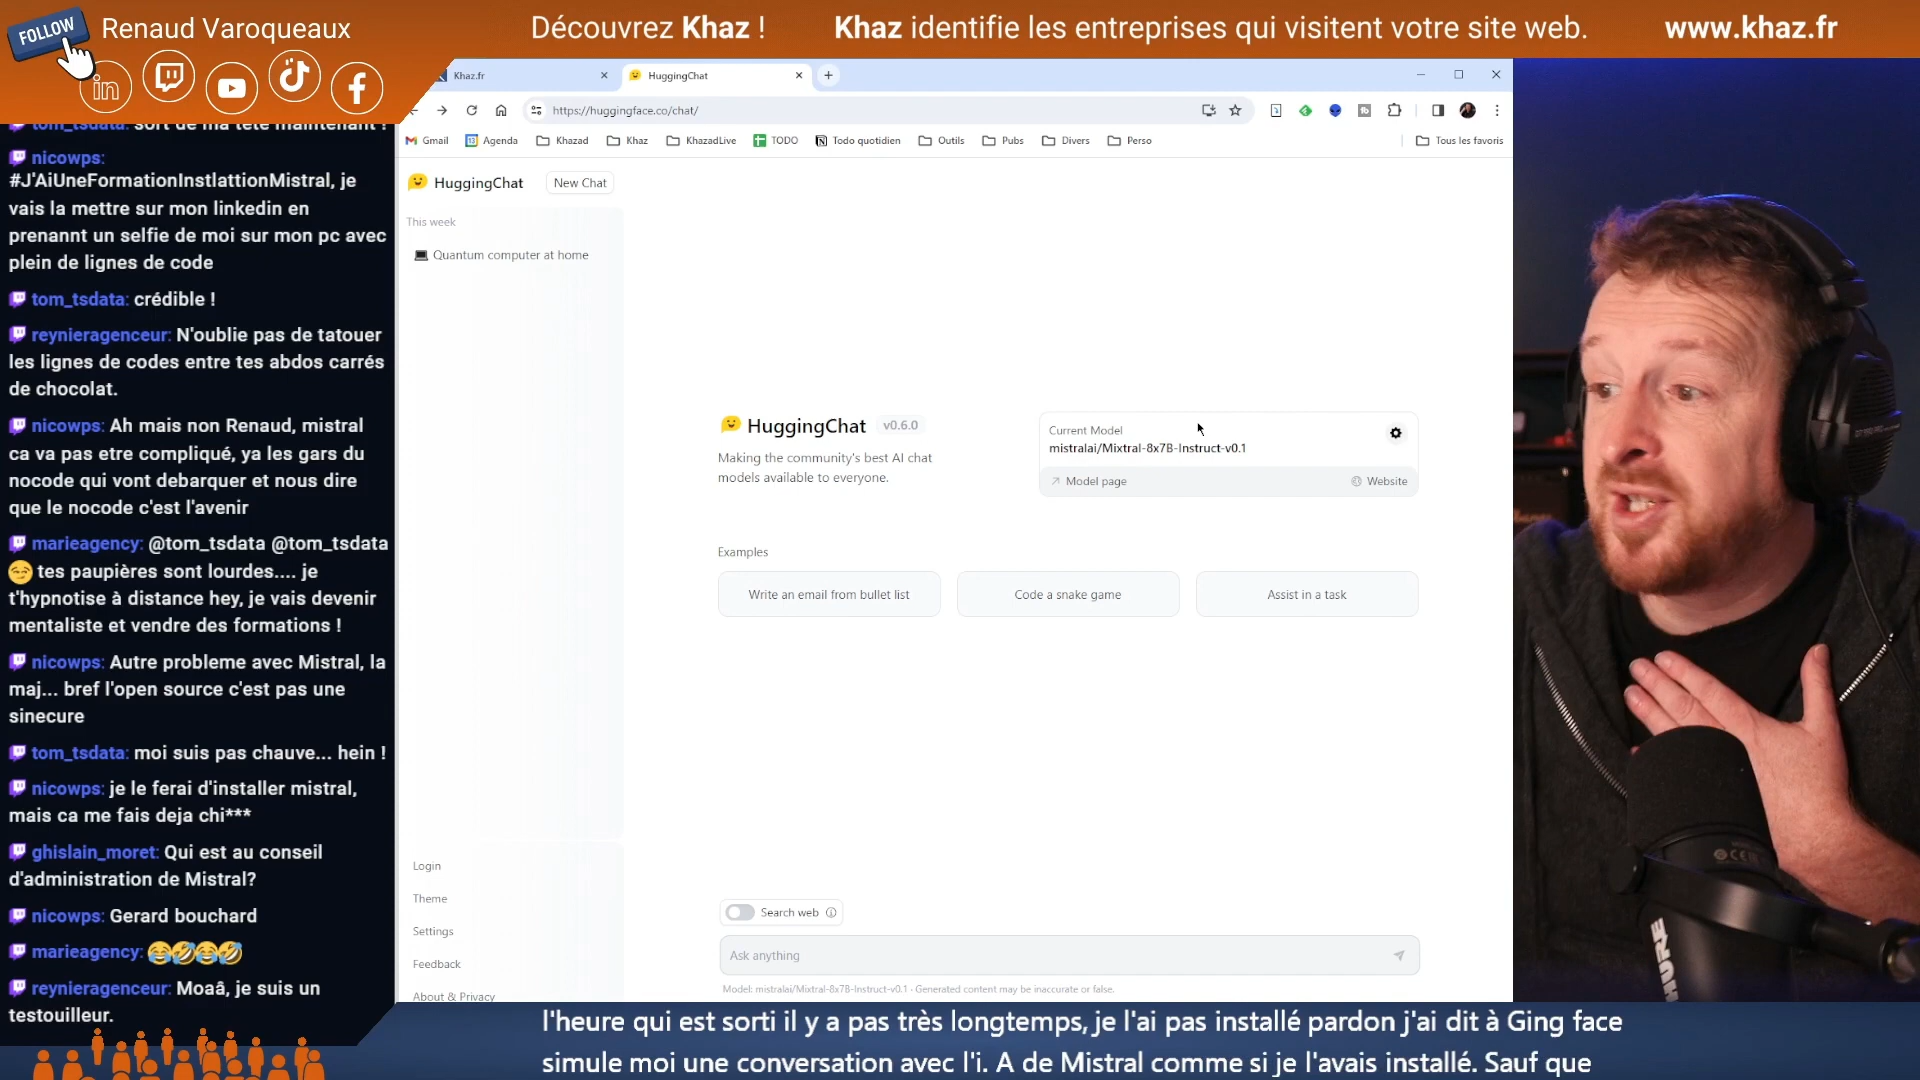 FOLLOW
Renaud Varoqueaux
Découvrez Khaz !
Khaz identifie les entreprises qui visitent votre site web.
www.khaz.fr
tom_tsdata: sort de ma tête maintenant !
nicowps:
#J'AiUneFormationInstlattionMistral, je
vais la mettre sur mon linkedin en
prenannt un selfie de moi sur mon pc avec
plein de lignes de code
tom_tsdata: crédible !
reynieragenceur: N'oublie pas de tatouer
les lignes de codes entre tes abdos carrés
de chocolat.
nicowps: Ah mais non Renaud, mistral
ca va pas etre compliqué, ya les gars du
nocode qui vont debarquer et nous dire
que le nocode c'est l'avenir
marieagency: @tom_tsdata @tom_tsdata
😏 tes paupières sont lourdes.... je
t'hypnotise à distance hey, je vais devenir
mentaliste et vendre des formations !
nicowps: Autre probleme avec Mistral, la
maj... bref l'open source c'est pas une
sinecure
tom_tsdata: moi suis pas chauve... hein !
nicowps: je le ferai d'installer mistral,
mais ca me fais deja chi***
ghislain_moret: Qui est au conseil
d'administration de Mistral?
nicowps: Gerard bouchard
marieagency: 😂🤣😂🤣
reynieragenceur: Moaâ, je suis un
testouilleur.
Khaz.fr
HuggingChat
https://huggingface.co/chat/
Gmail
Agenda
Khazad
Khaz
KhazadLive
TODO
Todo quotidien
Outils
Pubs
Divers
Perso
Tous les favoris
HuggingChat
New Chat
This week
Quantum computer at home
Login
Theme
Settings
Feedback
About & Privacy
HuggingChat v0.6.0
Making the community's best AI chat
models available to everyone.
Current Model
mistralai/Mixtral-8x7B-Instruct-v0.1
Model page
Website
Examples
Write an email from bullet list
Code a snake game
Assist in a task
Search web
Ask anything
Model: mistralai/Mixtral-8x7B-Instruct-v0.1 · Generated content may be inaccurate or false.
l'heure qui est sorti il y a pas très longtemps, je l'ai pas installé pardon j'ai dit à Ging face
simule moi une conversation avec l'i. A de Mistral comme si je l'avais installé. Sauf que